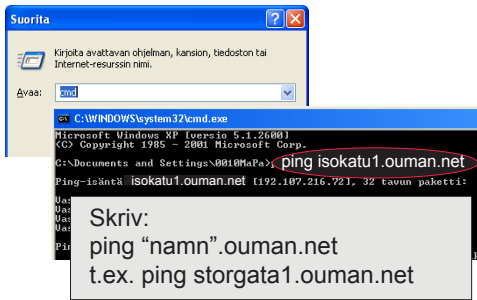 Suorita
Kirjoita avattavan ohjelman, kansion, tiedoston tai
Internet-resurssin nimi.
Avaa: cmd
C:\WINDOWS\system32\cmd.exe
Microsoft Windows XP [versio 5.1.2600]
(C) Copyright 1985 - 2001 Microsoft Corp.
C:\Documents and Settings\0010MaPa> ping isokatu1.ouman.net
Ping-isäntä isokatu1.ouman.net [192.107.216.72], 32 tavun paketti:
Skriv:
ping “namn”.ouman.net
t.ex. ping storgata1.ouman.net